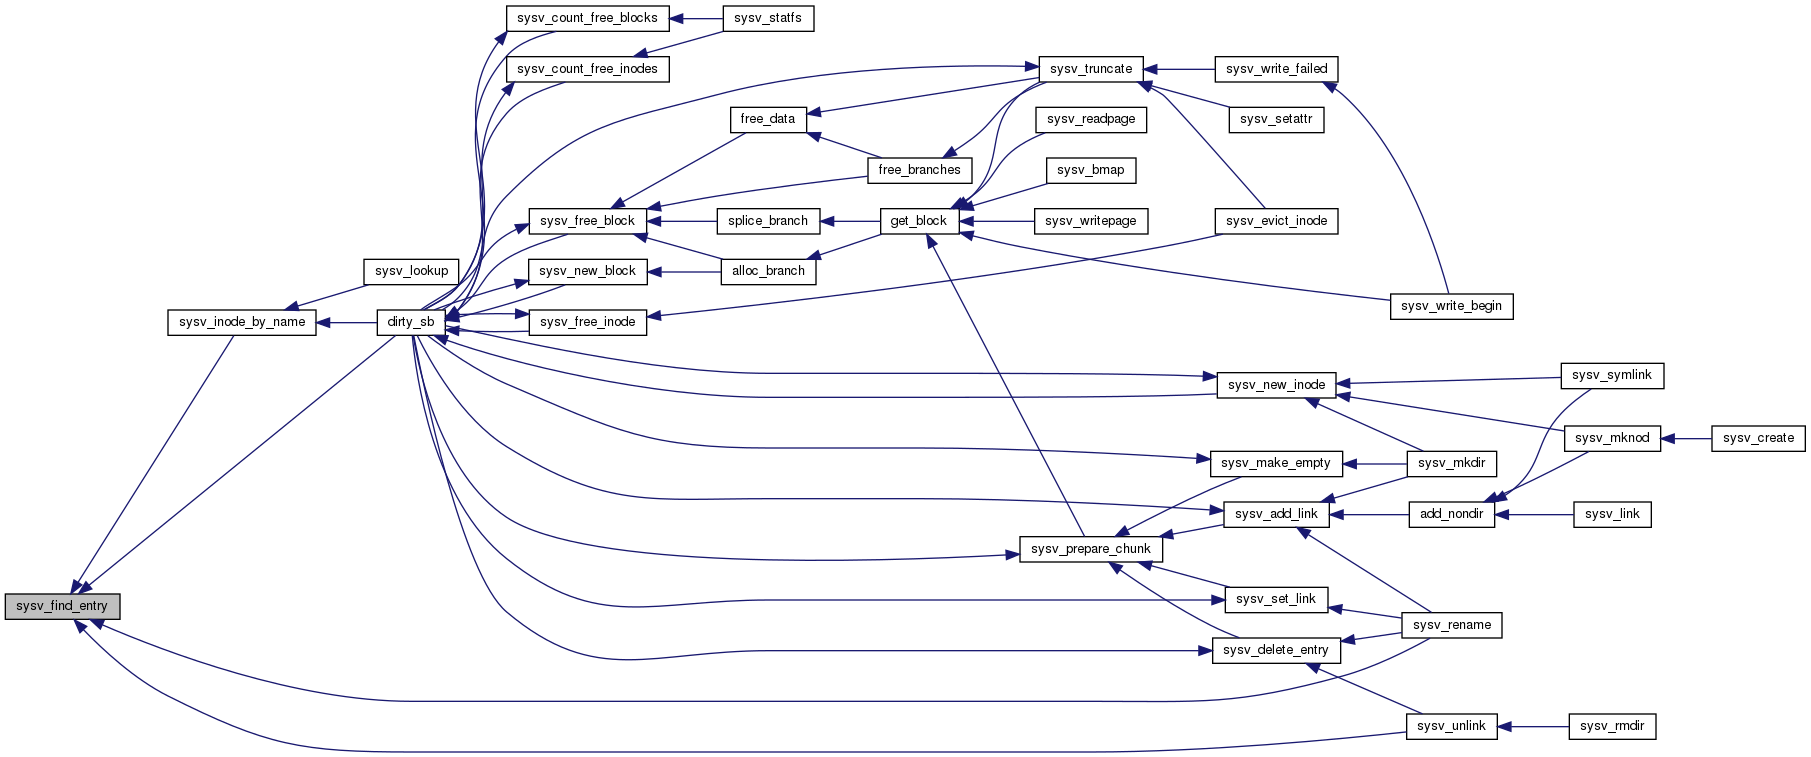 sysv_count_free_blocks
sysv_statfs
sysv_count_free_inodes
sysv_truncate
sysv_write_failed
free_data
sysv_readpage
sysv_setattr
free_branches
sysv_bmap
sysv_free_block
splice_branch
get_block
sysv_writepage
sysv_evict_inode
sysv_lookup
sysv_new_block
alloc_branch
sysv_write_begin
sysv_inode_by_name
dirty_sb
sysv_free_inode
sysv_new_inode
sysv_symlink
sysv_mknod
sysv_create
sysv_make_empty
sysv_mkdir
sysv_add_link
add_nondir
sysv_link
sysv_prepare_chunk
sysv_find_entry
sysv_set_link
sysv_rename
sysv_delete_entry
sysv_unlink
sysv_rmdir